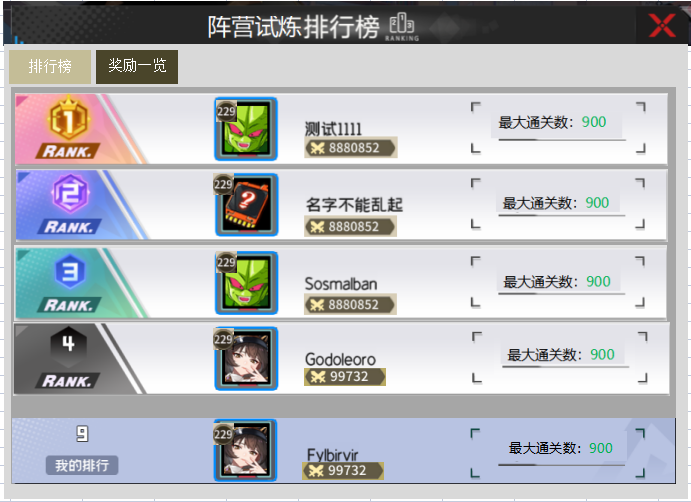 阵营试炼排行榜
RANKING
排行榜 奖励一览
1
RANK.
229
测试1111
8880852
最大通关数：900
2
RANK.
229
?
名字不能乱起
8880852
最大通关数：900
3
RANK.
229
Sosmalban
8880852
最大通关数：900
4
RANK.
229
Godoleoro
99732
最大通关数：900
9
我的排行
229
Fylbirvir
99732
最大通关数：900